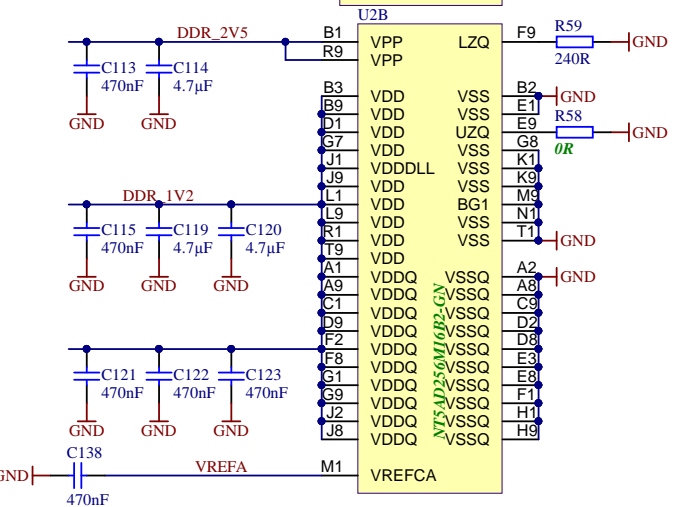 U2B
DDR_2V5 B1 VPP LZQ F9 R59 GND
R9 VPP 240R
C113 C114
470nF 4.7µF
GND GND
B3 VDD VSS B2 GND
B9 VDD VSS E1
D1 VDD UZQ E9 R58 GND
G7 VDD VSS G8 0R
J1 VDDDLL VSS K1
J9 VDD VSS K9
DDR_1V2 L1 VDD BG1 M9
L9 VDD VSS N1
R1 VDD VSS T1 GND
T9 VDD
C115 C119 C120
470nF 4.7µF 4.7µF
GND GND GND
A1 VDDQ VSSQ A2 GND
A9 VDDQ VSSQ A8
C1 VDDQ VSSQ C9
D9 VDDQ VSSQ D2
F2 VDDQ VSSQ D8
F8 VDDQ VSSQ E3
G1 VDDQ VSSQ E8
G9 VDDQ VSSQ F1
J2 VDDQ VSSQ H1
J8 VDDQ VSSQ H9
NT5AD256M16B2-GN
C121 C122 C123
470nF 470nF 470nF
GND GND GND
C138
GND VREFA M1 VREFCA
470nF